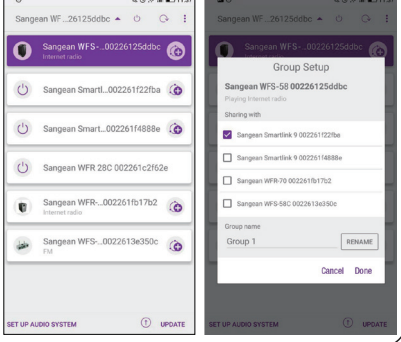 Sangean WF...26125ddbc
Sangean WFS-...00226125ddbc
Internet radio
Sangean Smartl...002261f22fba
Sangean Smart...002261f4888e
Sangean WFR 28C 002261c2f62e
Sangean WFR-...002261fb17b2
Internet radio
Sangean WFS-...0022613e350c
FM
SET UP AUDIO SYSTEM
UPDATE
Sangean WF...26125ddbc
Sangean WFS-...00226125ddbc
Group Setup
Sangean WFS-58 00226125ddbc
Playing Internet radio
Sharing with
Sangean Smartlink 9 002261f22fba
Sangean Smartlink 9 002261f4888e
Sangean WFR-70 002261fb17b2
Sangean WFS-58C 0022613e350c
Group name
Group 1
RENAME
Cancel
Done
SET UP AUDIO SYSTEM
UPDATE